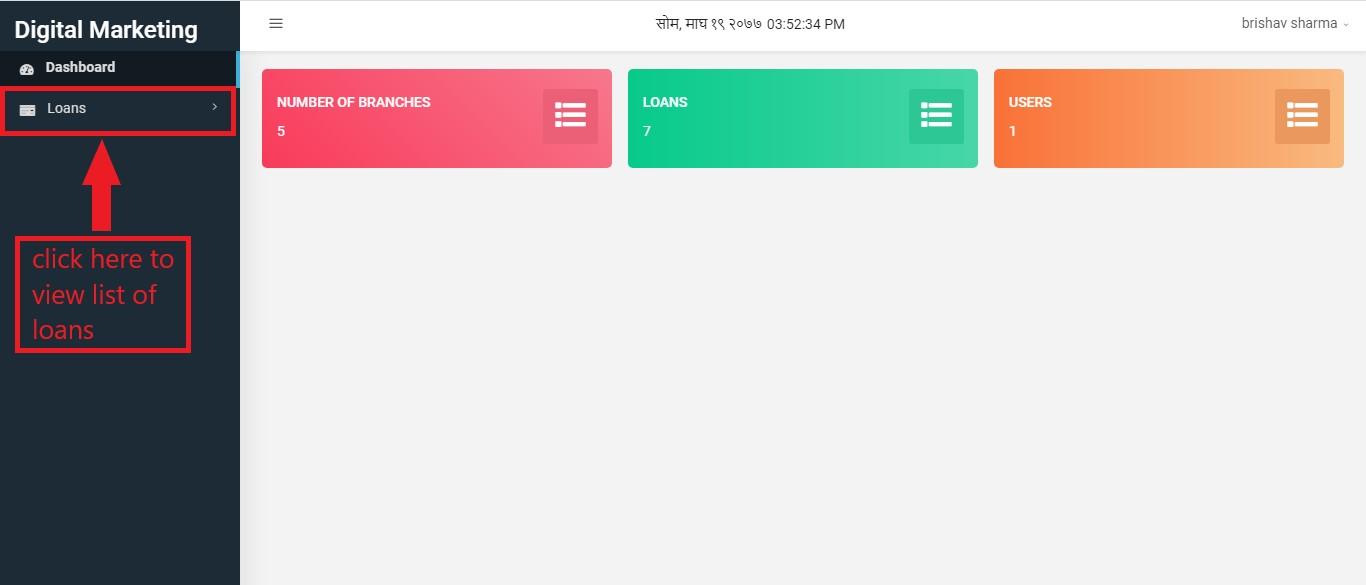 Digital Marketing
सोम, माघ १९ २०७७ 03:52:34 PM
brishav sharma
Dashboard
Loans
NUMBER OF BRANCHES
5
LOANS
7
USERS
1
click here to
view list of
loans